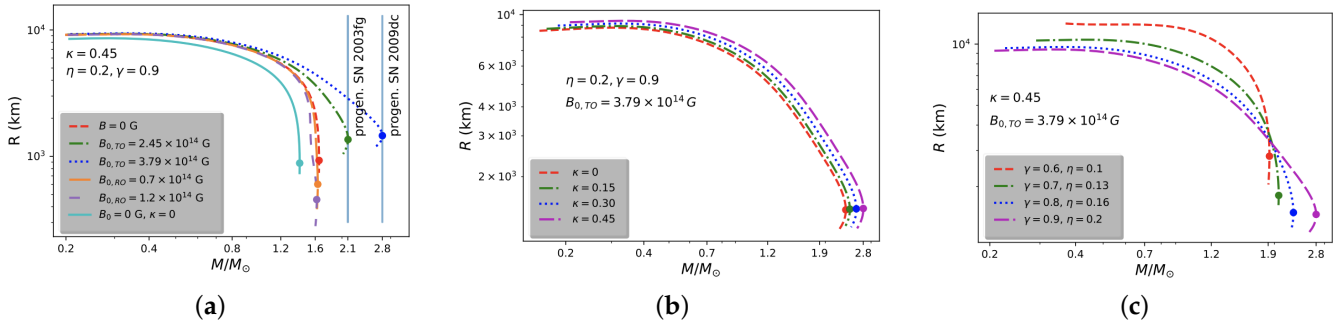 10⁴
10³
R (km)
κ = 0.45
η = 0.2, γ = 0.9
progen. SN 2003fg
progen. SN 2009dc
B = 0 G
B₀,TO = 2.45 × 10¹⁴ G
B₀,TO = 3.79 × 10¹⁴ G
B₀,RO = 0.7 × 10¹⁴ G
B₀,RO = 1.2 × 10¹⁴ G
B₀ = 0 G, κ = 0
0.2 0.4 0.8 1.2 1.6 2.1 2.8
M/M⊙
(a)
10⁴
6 × 10³
4 × 10³
3 × 10³
2 × 10³
R (km)
η = 0.2, γ = 0.9
B₀,TO = 3.79 × 10¹⁴ G
κ = 0
κ = 0.15
κ = 0.30
κ = 0.45
0.2 0.4 0.7 1.2 1.9 2.8
M/M⊙
(b)
10⁴
R (km)
κ = 0.45
B₀,TO = 3.79 × 10¹⁴ G
γ = 0.6, η = 0.1
γ = 0.7, η = 0.13
γ = 0.8, η = 0.16
γ = 0.9, η = 0.2
0.2 0.4 0.7 1.2 1.9 2.8
M/M⊙
(c)